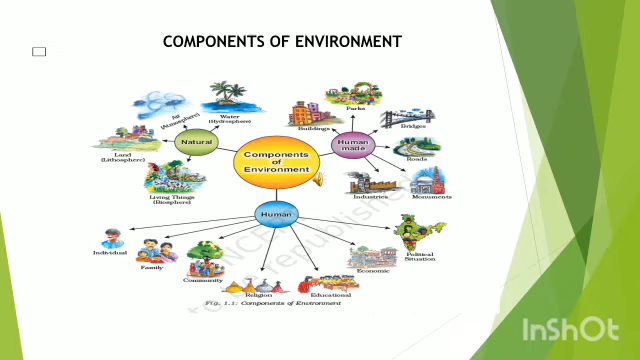 COMPONENTS OF ENVIRONMENT
Air
(Atmosphere)
Water
(Hydrosphere)
Parks
Buildings
Bridges
Natural
Human
made
Land
(Lithosphere)
Components
of
Environment
Roads
Living Things
(Biosphere)
Industries
Monuments
Human
Individual
Family
Community
Religion
Educational
Economic
Political
Situation
Fig. 1.1: Components of Environment
InShOt